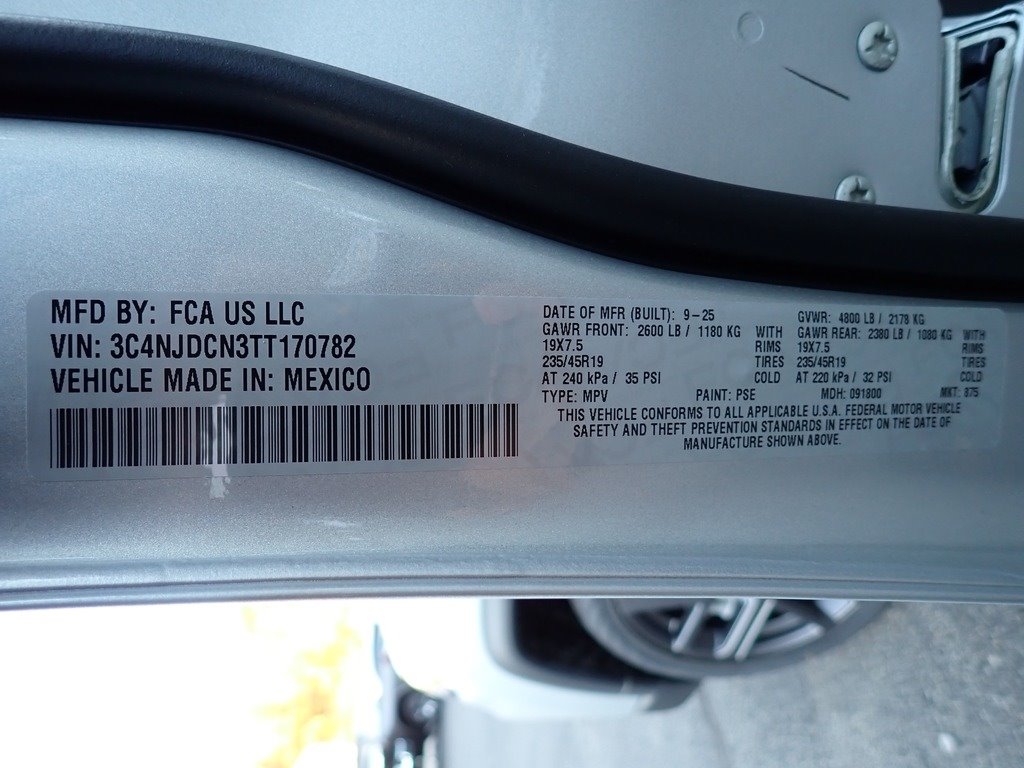 MFD BY: FCA US LLC
VIN: 3C4NJDCN3TT170782
VEHICLE MADE IN: MEXICO
DATE OF MFR (BUILT): 9-25 GVWR: 4800 LB / 2178 KG
GAWR FRONT: 2600 LB / 1180 KG WITH GAWR REAR: 2380 LB / 1080 KG WITH
19X7.5 RIMS 19X7.5 RIMS
235/45R19 TIRES 235/45R19 TIRES
AT 240 kPa / 35 PSI COLD AT 220 kPa / 32 PSI COLD
TYPE: MPV PAINT: PSE MDH: 091800 MKT: 875
THIS VEHICLE CONFORMS TO ALL APPLICABLE U.S.A. FEDERAL MOTOR VEHICLE
SAFETY AND THEFT PREVENTION STANDARDS IN EFFECT ON THE DATE OF
MANUFACTURE SHOWN ABOVE.